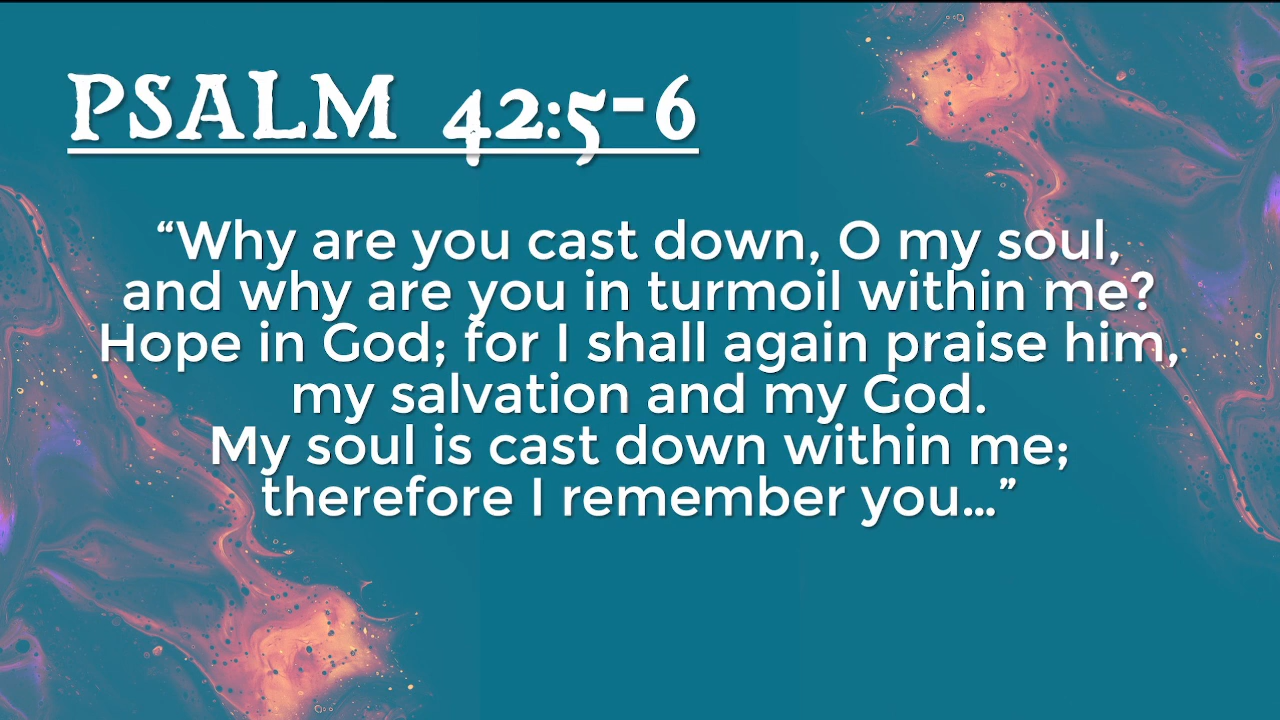 PSALM 42:5-6
“Why are you cast down, O my soul,
and why are you in turmoil within me?
Hope in God; for I shall again praise him,
my salvation and my God.
My soul is cast down within me;
therefore I remember you…”